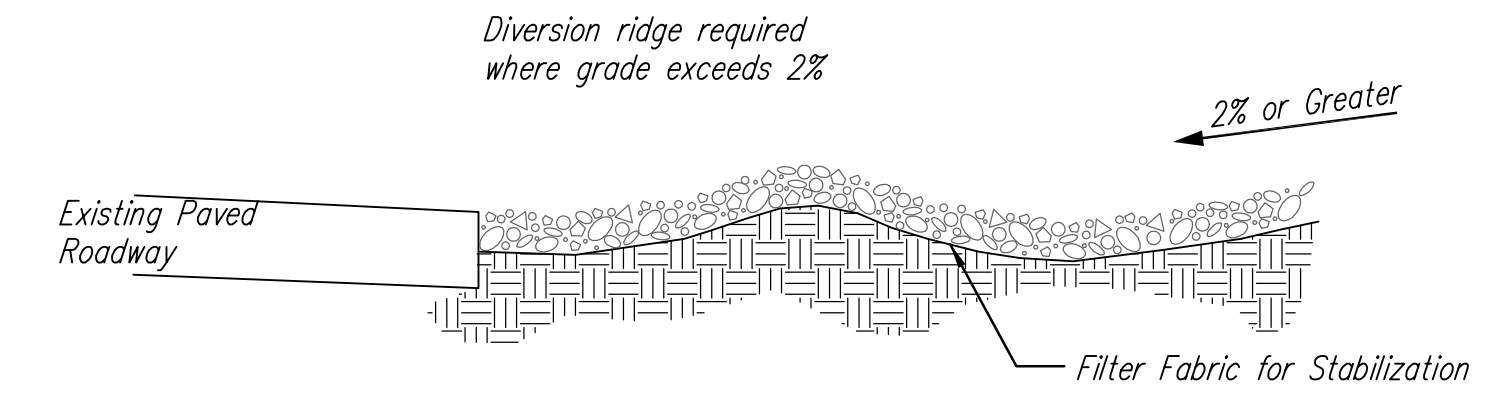 Diversion ridge required
where grade exceeds 2%
2% or Greater
Existing Paved
Roadway
Filter Fabric for Stabilization